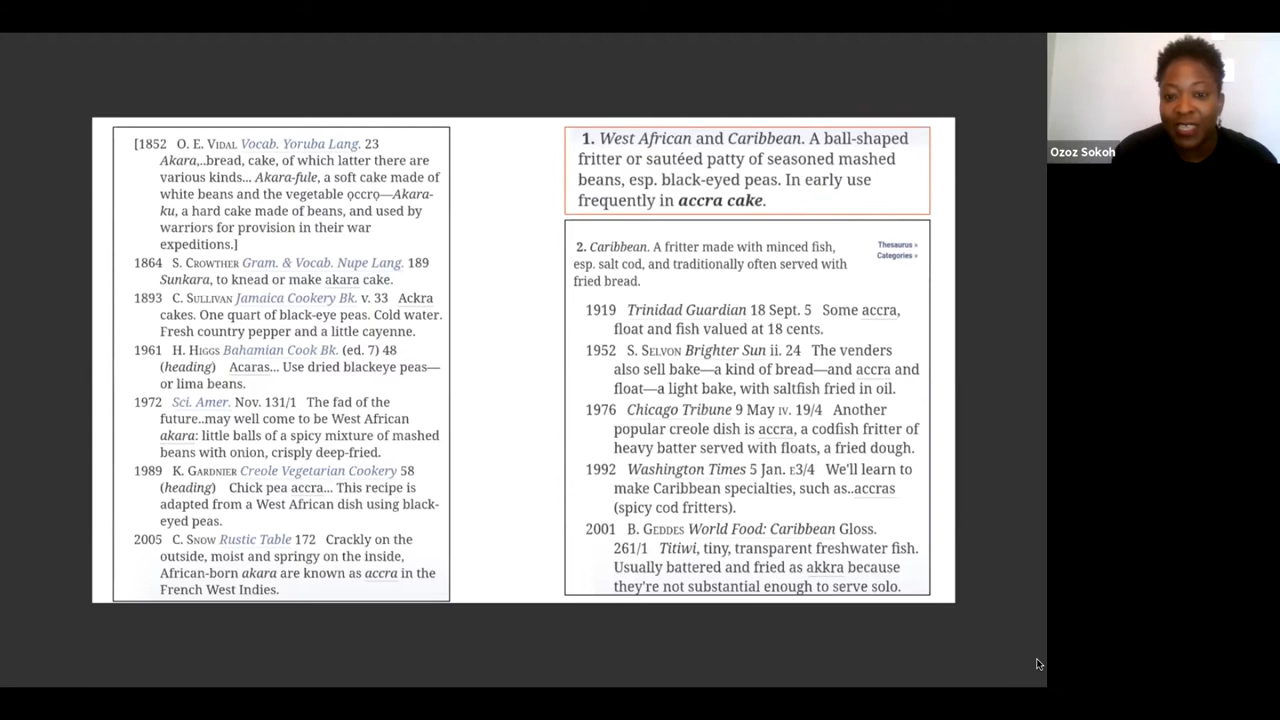 [1852 O. E. VIDAL Vocab. Yoruba Lang. 23
Akara,..bread, cake, of which latter there are
various kinds... Akara-fule, a soft cake made of
white beans and the vegetable ọccrọ—Akara-
ku, a hard cake made of beans, and used by
warriors for provision in their war
expeditions.]
1864 S. CROWTHER Gram. & Vocab. Nupe Lang. 189
Sunkara, to knead or make akara cake.
1893 C. SULLIVAN Jamaica Cookery Bk. v. 33 Ackra
cakes. One quart of black-eye peas. Cold water.
Fresh country pepper and a little cayenne.
1961 H. HIGGS Bahamian Cook Bk. (ed. 7) 48
(heading) Acaras... Use dried blackeye peas—
or lima beans.
1972 Sci. Amer. Nov. 131/1 The fad of the
future..may well come to be West African
akara: little balls of a spicy mixture of mashed
beans with onion, crisply deep-fried.
1989 K. GARDNIER Creole Vegetarian Cookery 58
(heading) Chick pea accra... This recipe is
adapted from a West African dish using black-
eyed peas.
2005 C. SNOW Rustic Table 172 Crackly on the
outside, moist and springy on the inside,
African-born akara are known as accra in the
French West Indies.
1. West African and Caribbean. A ball-shaped
fritter or sautéed patty of seasoned mashed
beans, esp. black-eyed peas. In early use
frequently in accra cake.
2. Caribbean. A fritter made with minced fish,
esp. salt cod, and traditionally often served with
fried bread.
Thesaurus »
Categories »
1919 Trinidad Guardian 18 Sept. 5 Some accra,
float and fish valued at 18 cents.
1952 S. SELVON Brighter Sun ii. 24 The venders
also sell bake—a kind of bread—and accra and
float—a light bake, with saltfish fried in oil.
1976 Chicago Tribune 9 May IV. 19/4 Another
popular creole dish is accra, a codfish fritter of
heavy batter served with floats, a fried dough.
1992 Washington Times 5 Jan. E3/4 We'll learn to
make Caribbean specialties, such as..accras
(spicy cod fritters).
2001 B. GEDDES World Food: Caribbean Gloss.
261/1 Titiwi, tiny, transparent freshwater fish.
Usually battered and fried as akkra because
they're not substantial enough to serve solo.
Ozoz Sokoh